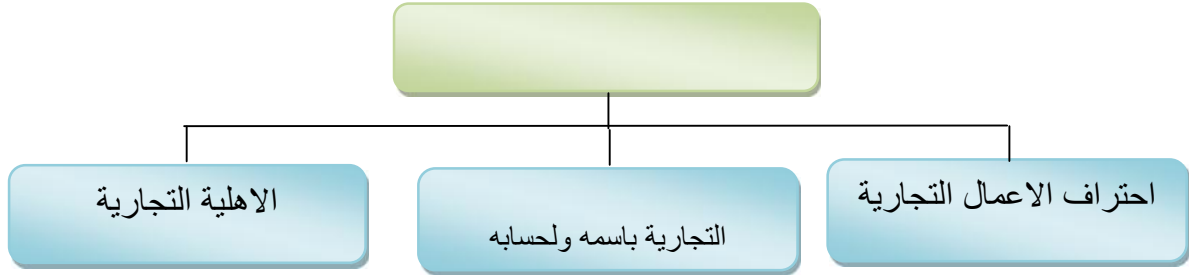 احتراف الاعمال التجارية
التجارية باسمه ولحسابه
الاهلية التجارية